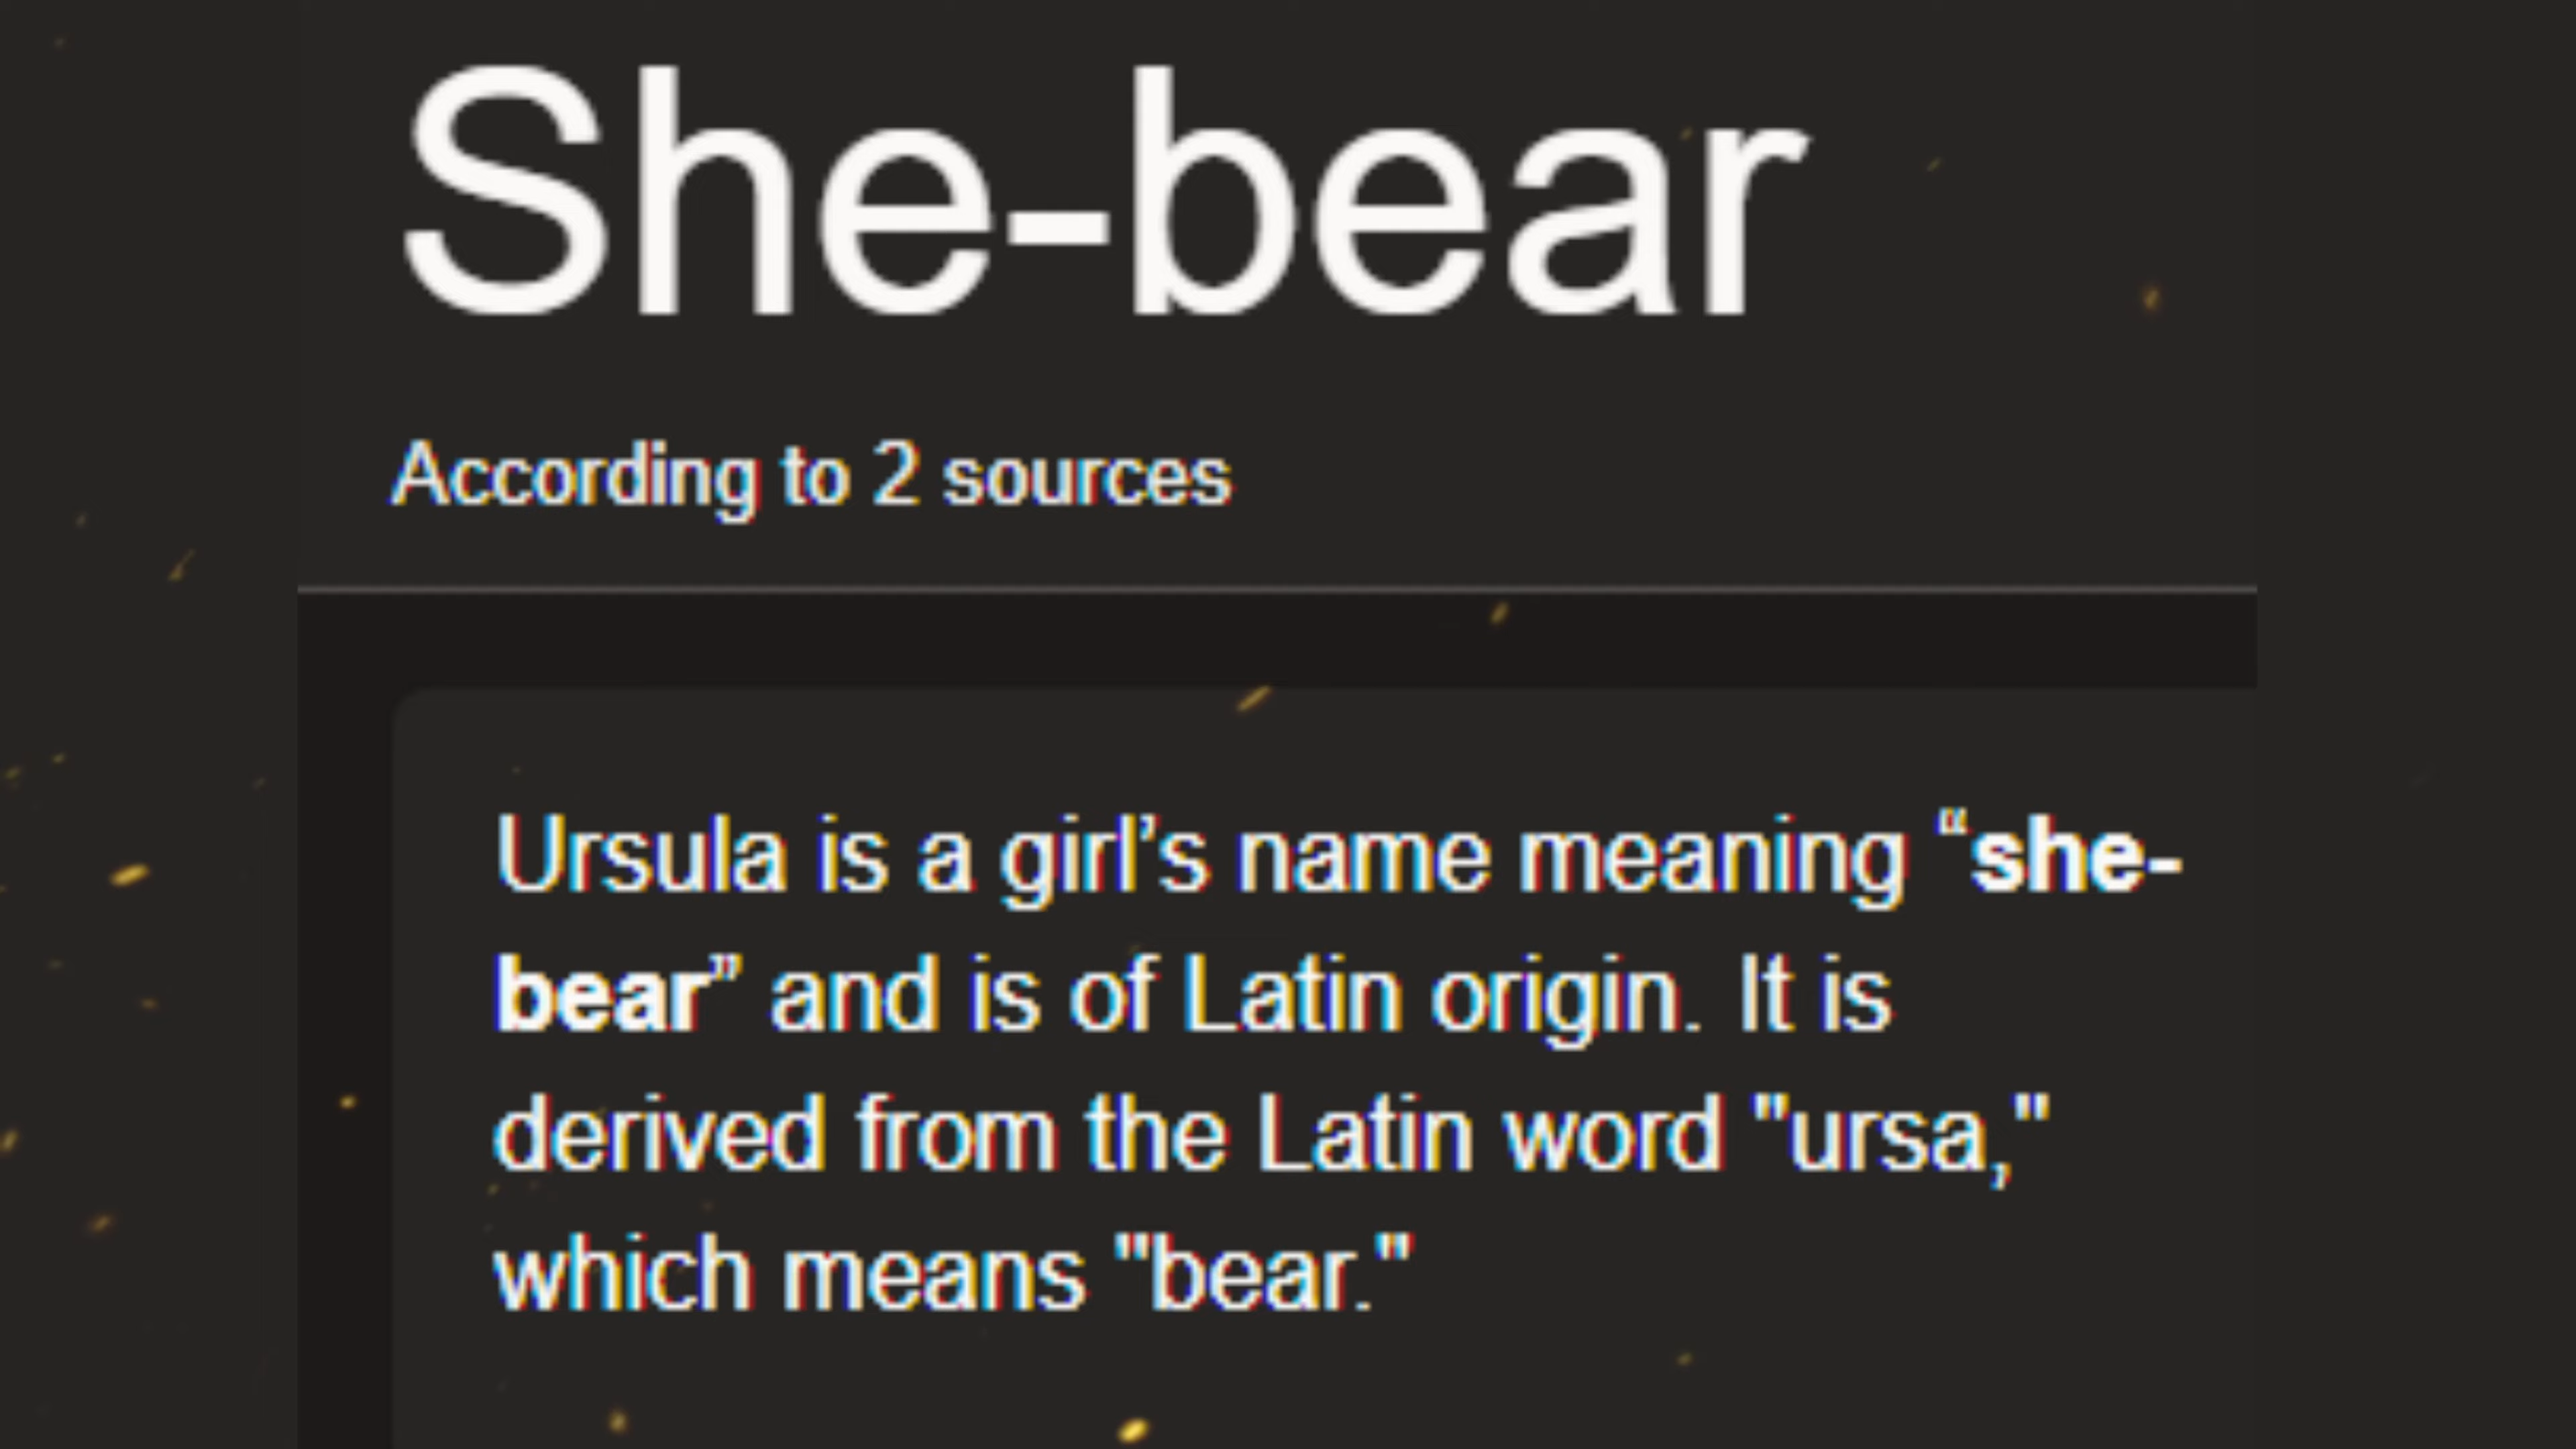 She-bear
According to 2 sources
Ursula is a girl’s name meaning “she-
bear” and is of Latin origin. It is
derived from the Latin word "ursa,"
which means "bear."